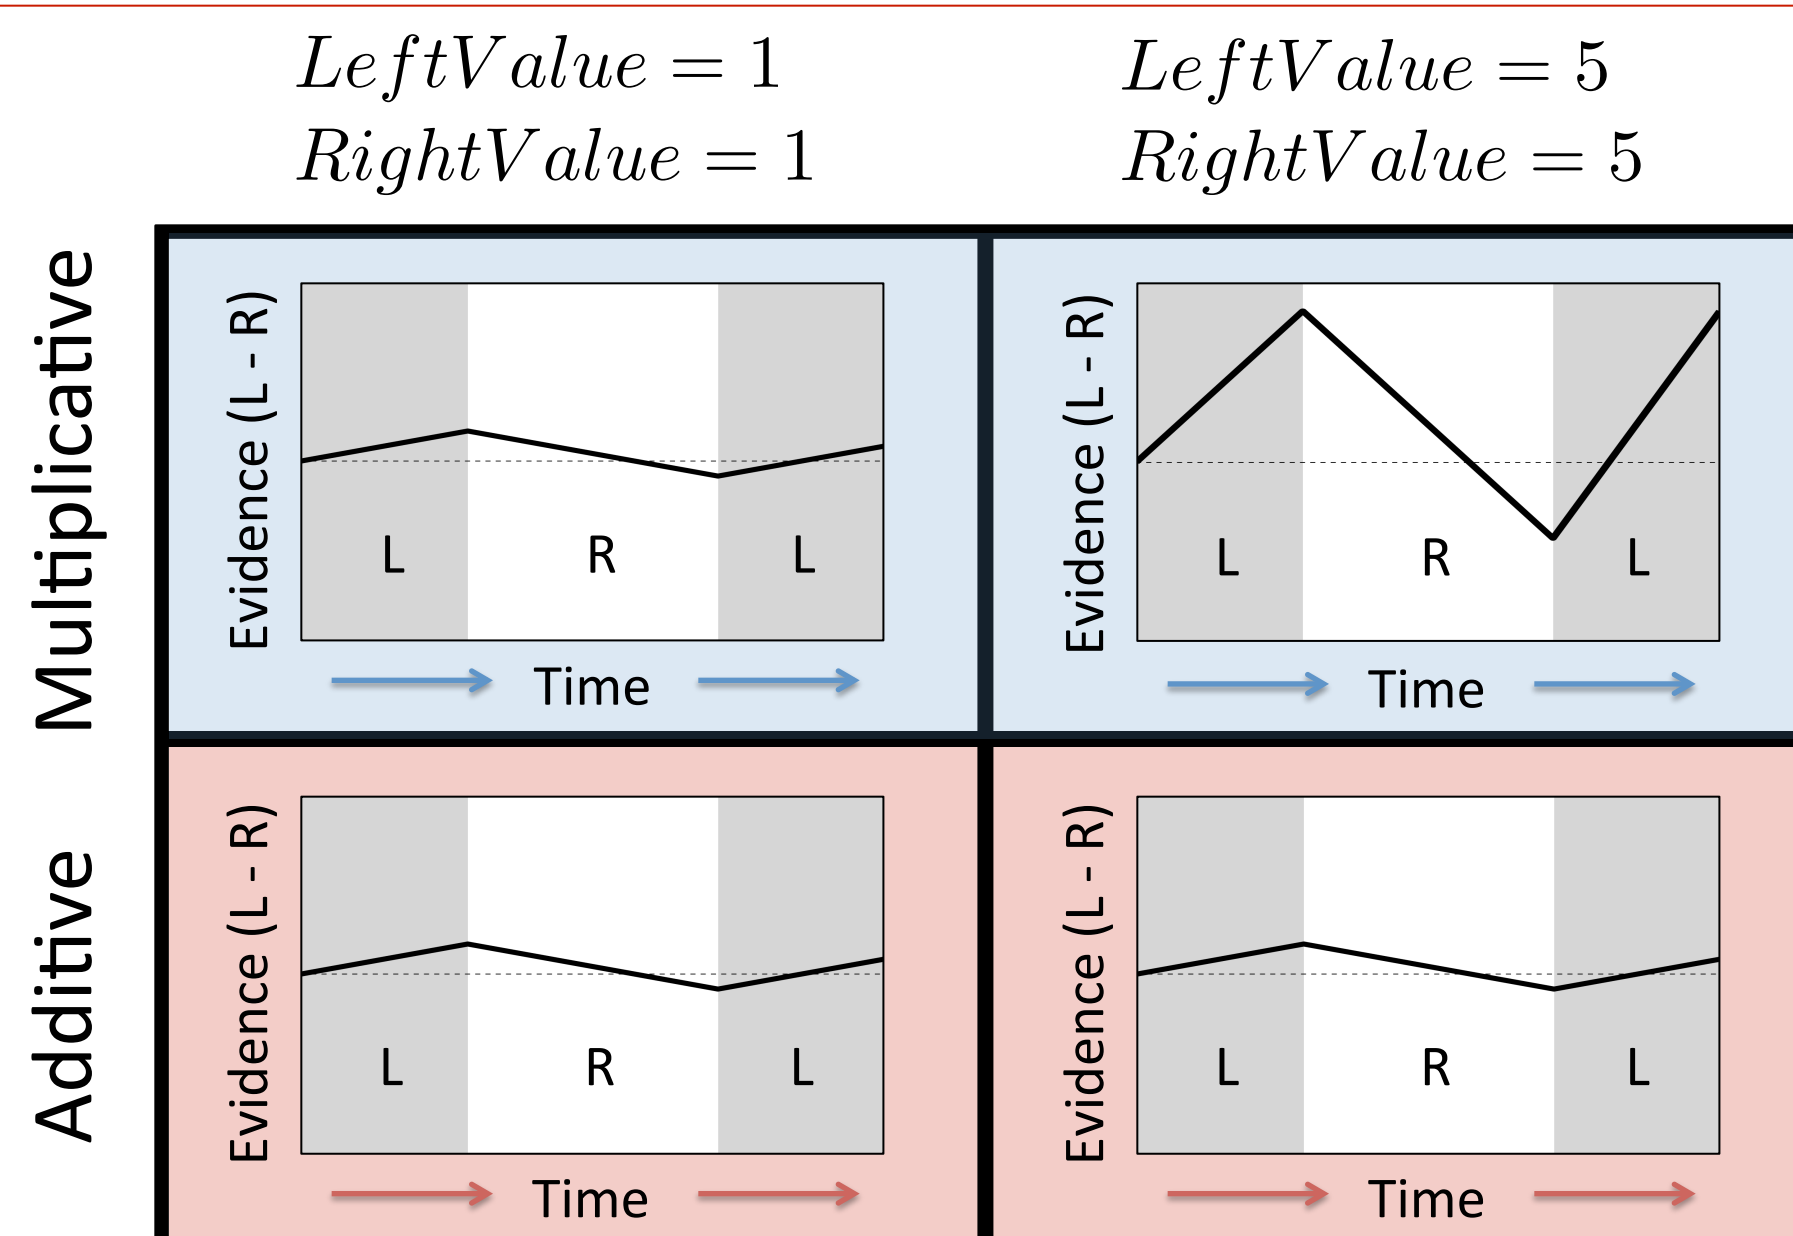 LeftValue = 1
RightValue = 1
LeftValue = 5
RightValue = 5
Multiplicative
Evidence (L - R)
L R L
Time
Evidence (L - R)
L R L
Time
Additive
Evidence (L - R)
L R L
Time
Evidence (L - R)
L R L
Time